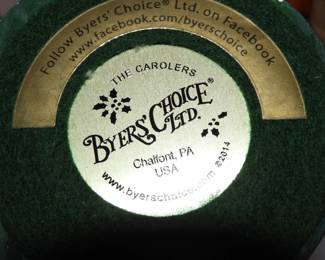 Follow Byers' Choice® Ltd. on Facebook
www.facebook.com/byerschoice
THE CAROLERS®
BYERS' CHOICE
LTD.
Chalfont, PA
USA
www.byerschoice.com ©2014